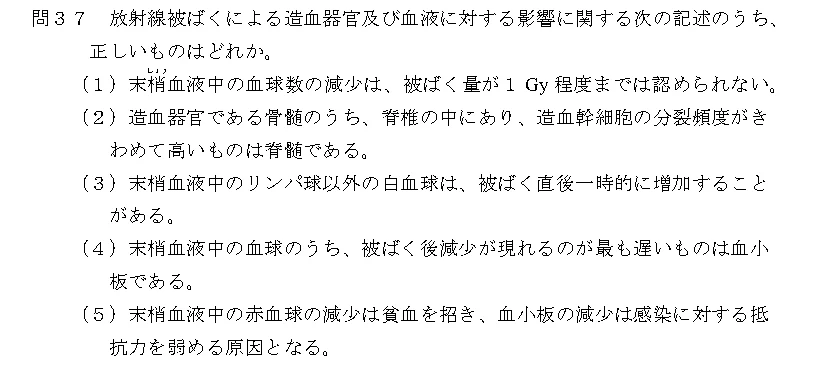 問３７　放射線被ばくによる造血器官及び血液に対する影響に関する次の記述のうち、
正しいものはどれか。
しょう
（１）末梢血液中の血球数の減少は、被ばく量が１ Gy 程度までは認められない。
（２）造血器官である骨髄のうち、脊椎の中にあり、造血幹細胞の分裂頻度がき
わめて高いものは脊髄である。
（３）末梢血液中のリンパ球以外の白血球は、被ばく直後一時的に増加すること
がある。
（４）末梢血液中の血球のうち、被ばく後減少が現れるのが最も遅いものは血小
板である。
（５）末梢血液中の赤血球の減少は貧血を招き、血小板の減少は感染に対する抵
抗力を弱める原因となる。